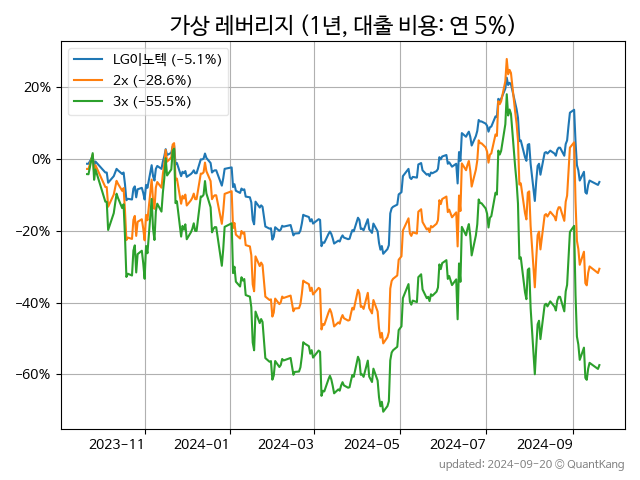 가상 레버리지 (1년, 대출 비용: 연 5%)
LG이노텍 (−5.1%)
2x (−28.6%)
3x (−55.5%)
20%
0%
−20%
−40%
−60%
2023−11 2024−01 2024−03 2024−05 2024−07 2024−09
updated: 2024-09-20 ⓒ QuantKang